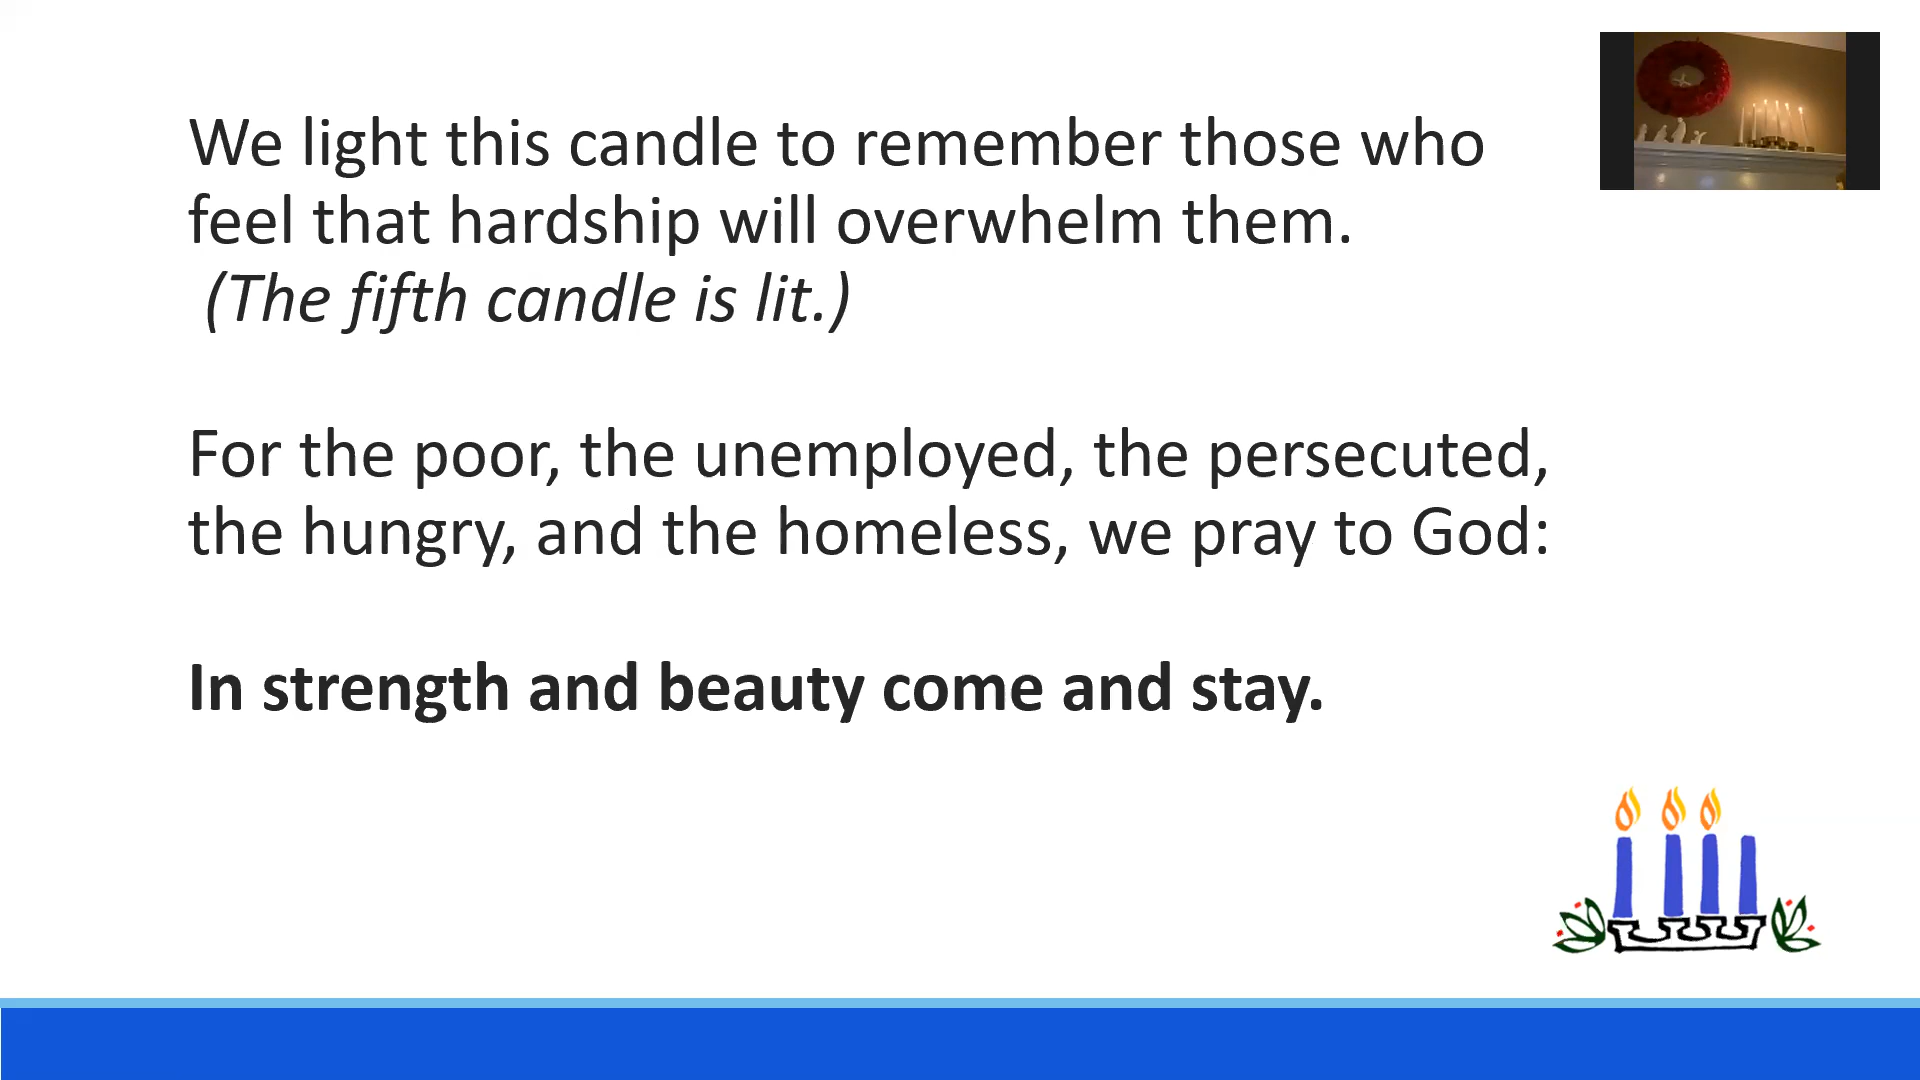 We light this candle to remember those who
feel that hardship will overwhelm them.
(The fifth candle is lit.)
For the poor, the unemployed, the persecuted,
the hungry, and the homeless, we pray to God:
In strength and beauty come and stay.